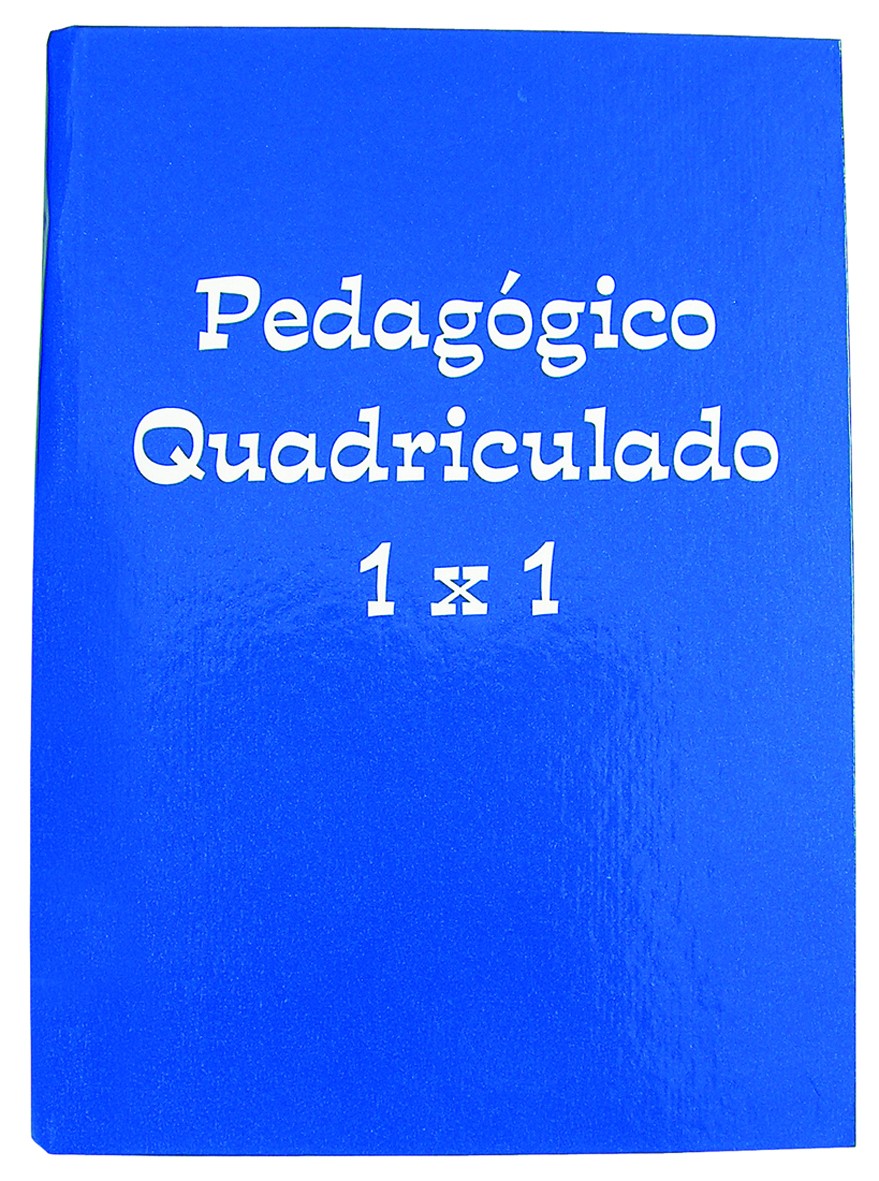 Pedagógico
Quadriculado
1 x 1